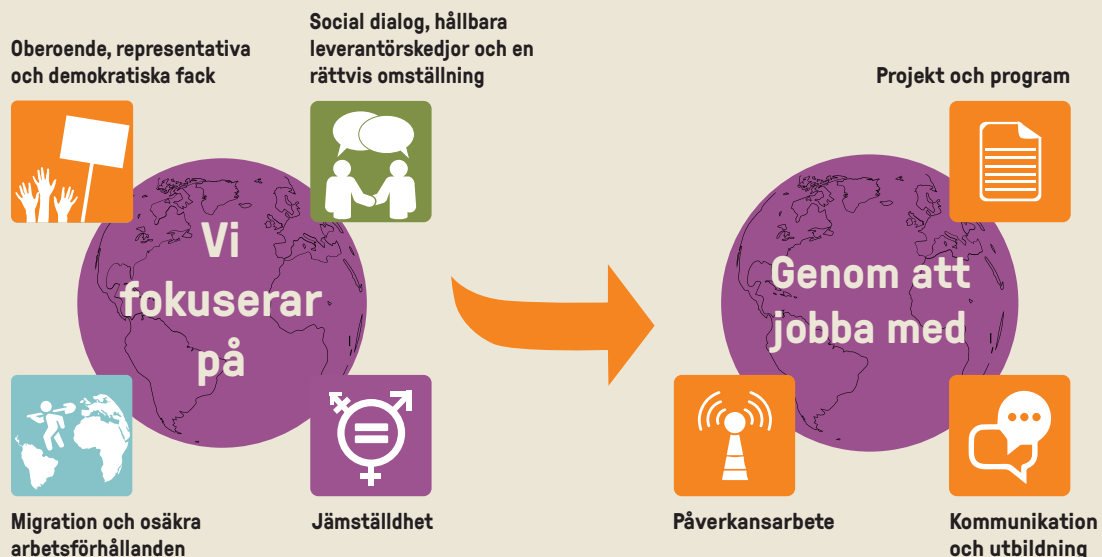 Oberoende, representativa
och demokratiska fack
Social dialog, hållbara
leverantörskedjor och en
rättvis omställning
Vi
fokuserar
på
Migration och osäkra
arbetsförhållanden
Jämställdhet
Projekt och program
Genom att
jobba med
Påverkansarbete
Kommunikation
och utbildning